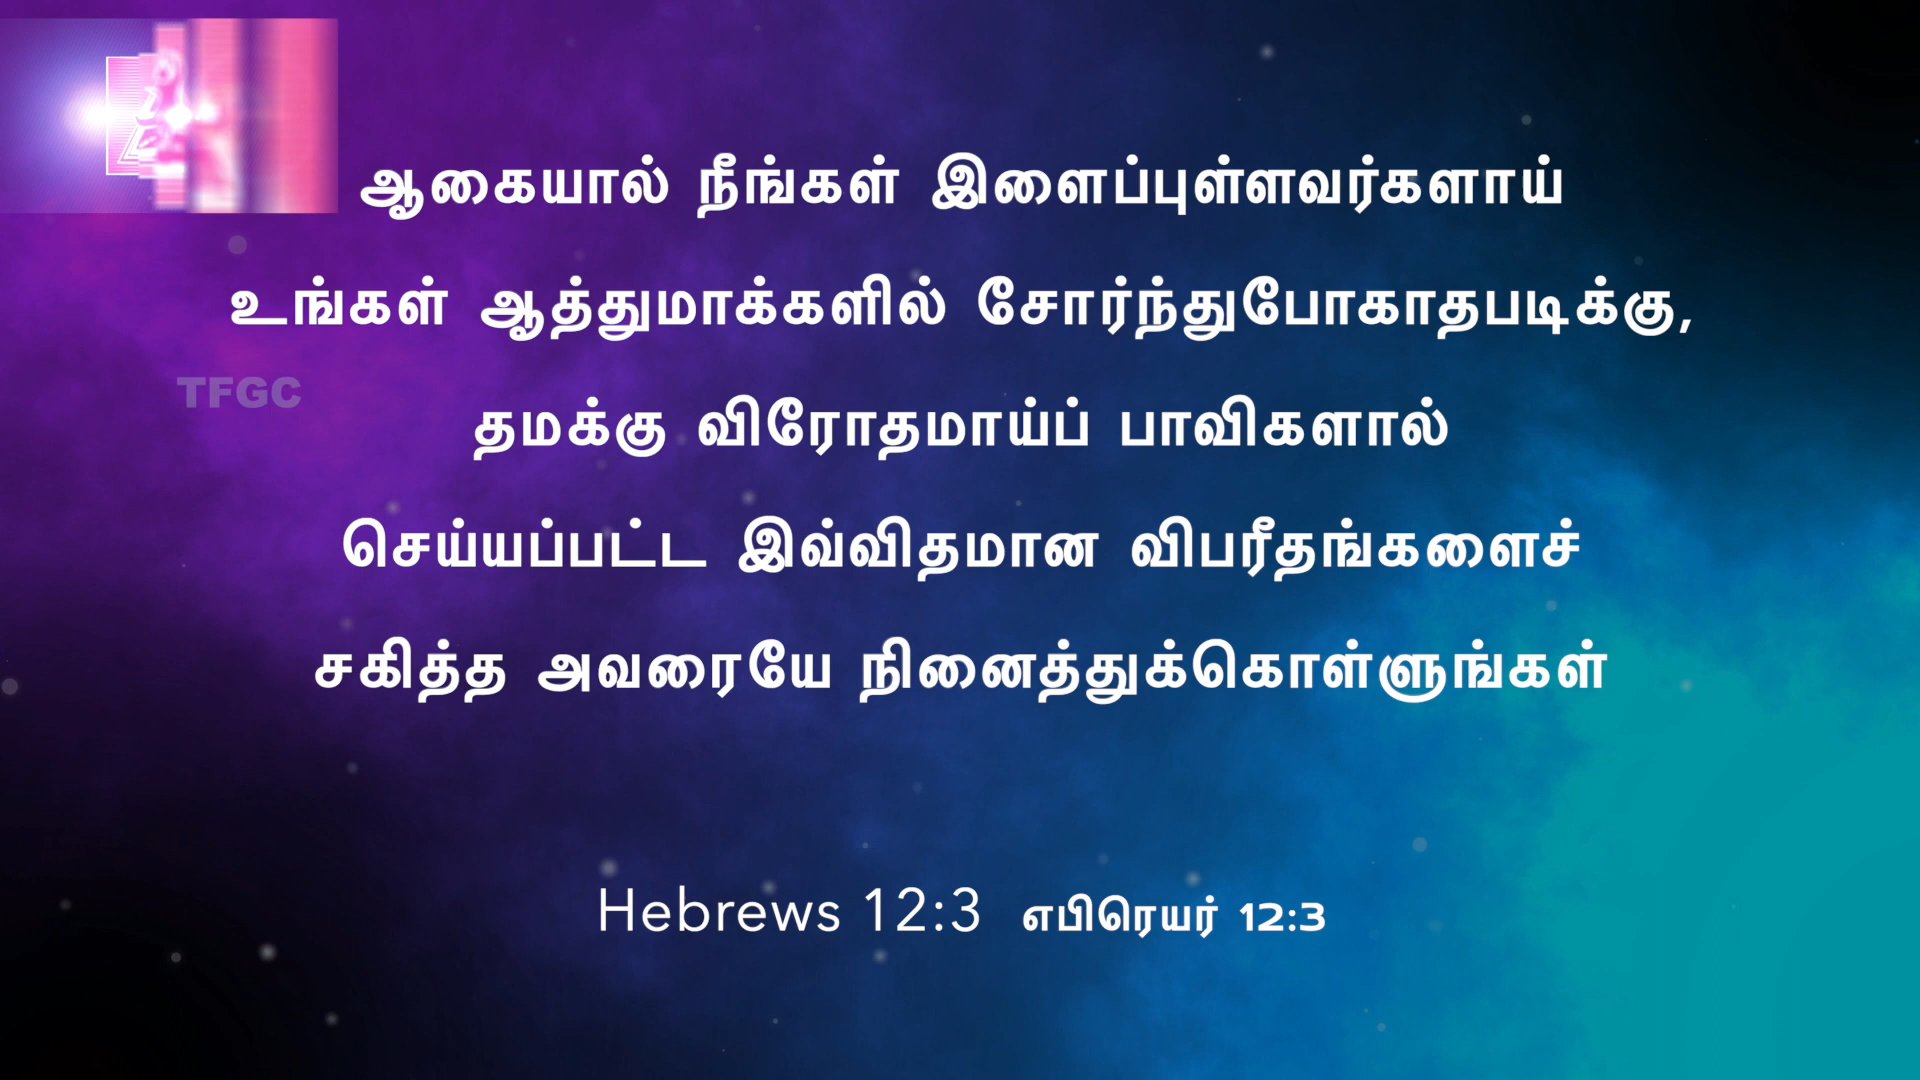 ஆகையால் நீங்கள் இளைப்புள்ளவர்களாய்
உங்கள் ஆத்துமாக்களில் சோர்ந்துபோகாதபடிக்கு,
TFGC
தமக்கு விரோதமாய்ப் பாவிகளால்
செய்யப்பட்ட இவ்விதமான விபரீதங்களைச்
சகித்த அவரையே நினைத்துக்கொள்ளுங்கள்
Hebrews 12:3 எபிரெயர் 12:3